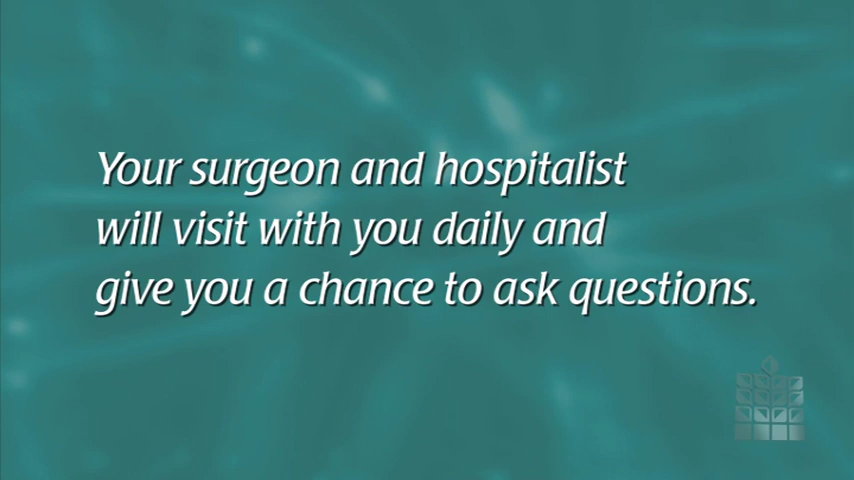 Your surgeon and hospitalist
will visit with you daily and
give you a chance to ask questions.